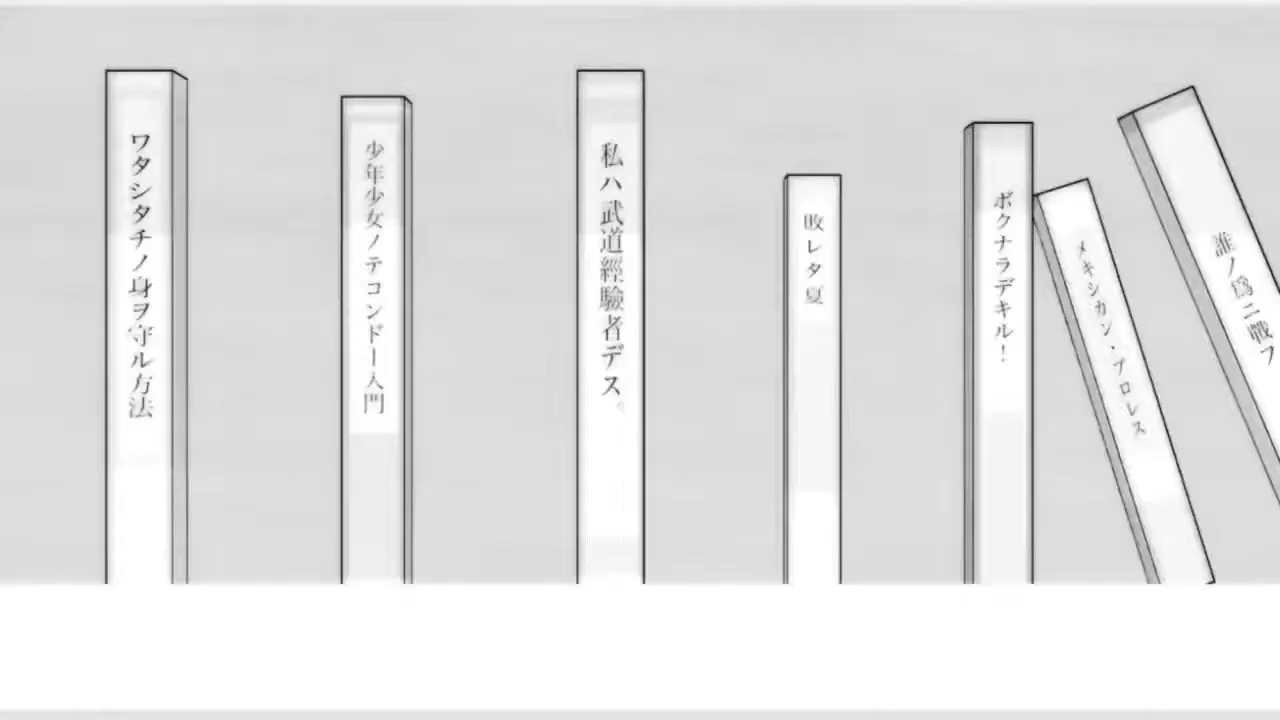 ワタシタチノ身ヲ守ル方法
少年少女ノテコンドー入門
私ハ武道經驗者デス。
敗レタ夏
ボクナラデキル！
メキシカン・プロレス
誰ノ爲ニ戰フ